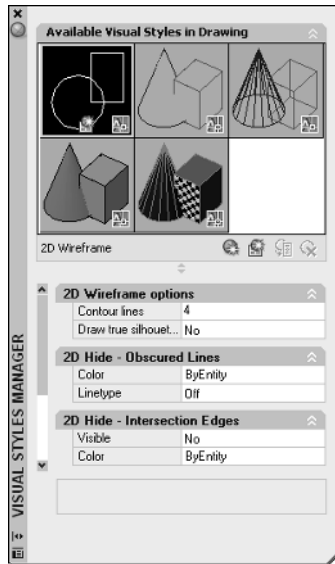 Available Visual Styles in Drawing
2D Wireframe
2D Wireframe options
Contour lines 4
Draw true silhouet... No
2D Hide - Obscured Lines
Color ByEntity
Linetype Off
2D Hide - Intersection Edges
Visible No
Color ByEntity
VISUAL STYLES MANAGER